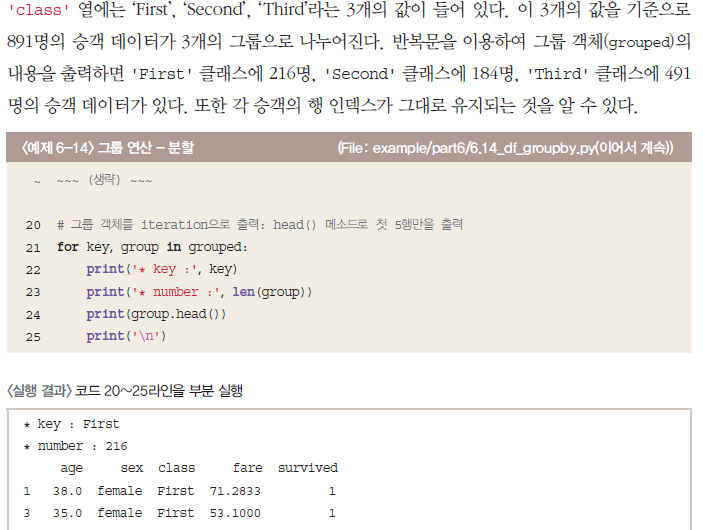 'class' 열에는 ‘First’, ‘Second’, ‘Third’라는 3개의 값이 들어 있다. 이 3개의 값을 기준으로
891명의 승객 데이터가 3개의 그룹으로 나누어진다. 반복문을 이용하여 그룹 객체(grouped)의
내용을 출력하면 'First' 클래스에 216명, 'Second' 클래스에 184명, 'Third' 클래스에 491
명의 승객 데이터가 있다. 또한 각 승객의 행 인덱스가 그대로 유지되는 것을 알 수 있다.
〈예제 6-14〉 그룹 연산 - 분할 (File: example/part6/6.14_df_groupby.py(이어서 계속))
~ ~~~ (생략) ~~~
20 # 그룹 객체를 iteration으로 출력: head() 메소드로 첫 5행만을 출력
21 for key, group in grouped:
22     print('* key :', key)
23     print('* number :', len(group))
24     print(group.head())
25     print('\n')
〈실행 결과〉 코드 20~25라인을 부분 실행
* key : First
* number : 216
age sex class fare survived
1 38.0 female First 71.2833 1
3 35.0 female First 53.1000 1